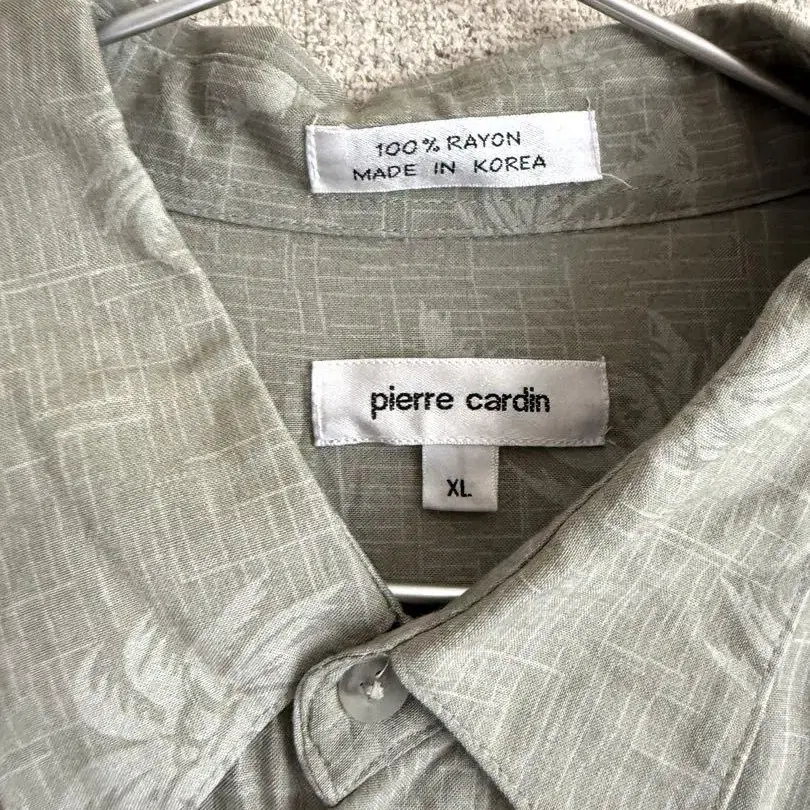 100% RAYON
MADE IN KOREA
pierre cardin
XL